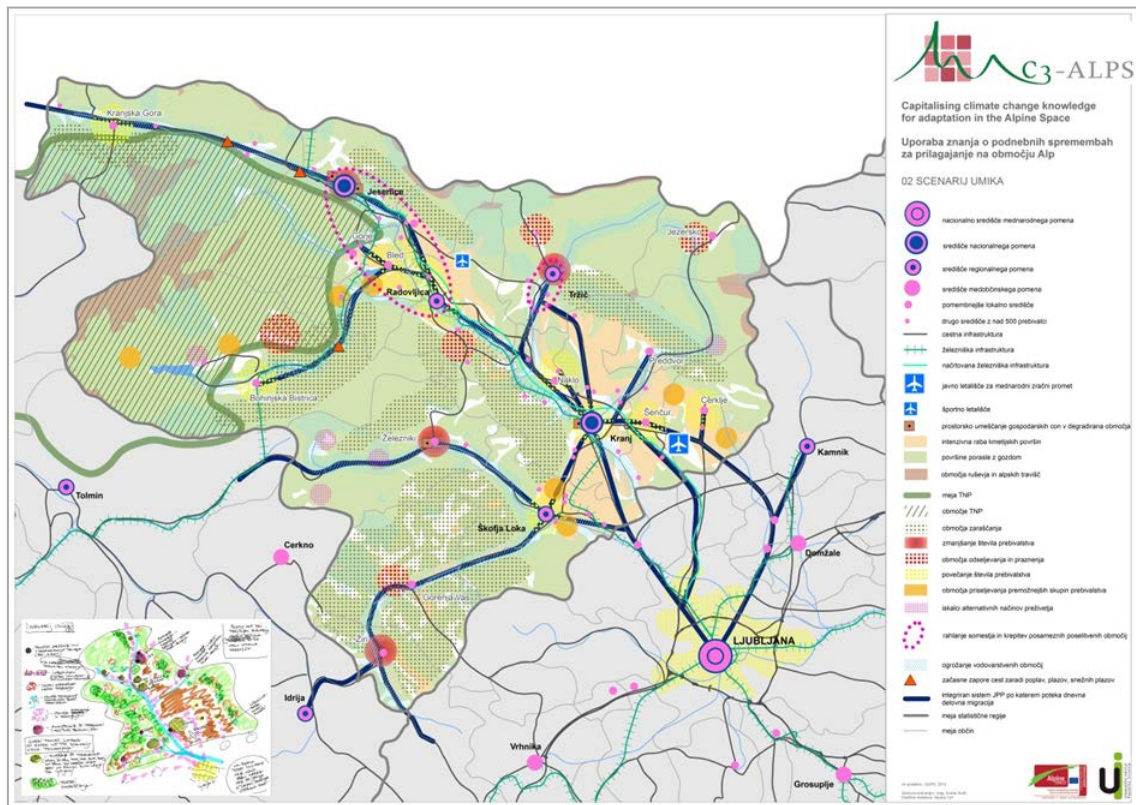 C3-ALPS
Capitalising climate change knowledge
for adaptation in the Alpine Space
Uporaba znanja o podnebnih spremembah
za prilagajanje na območju Alp
02 SCENARIJ UMIKA
nacionalno središče mednarodnega pomena
središče nacionalnega pomena
središče regionalnega pomena
središče medobčinskega pomena
pomembnejše lokalno središče
drugo središče z nad 500 prebivalci
cestna infrastruktura
železniška infrastruktura
načrtovana železniška infrastruktura
javno letališče za mednarodni zračni promet
športno letališče
prostorsko umeščanje gospodarskih con v degradirana območja
intenzivna raba kmetijskih površin
površine porasle z gozdom
območja ruševja in alpskih travišč
meja TNP
območje TNP
območja zaraščanja
zmanjšanje števila prebivalstva
območja odseljevanja in praznenja
povečanje števila prebivalstva
območja priseljevanja premožnejših skupin prebivalstva
iskalci alternativnih načinov preživetja
rahljanje somestja in krepitev posameznih poselitvenih območij
ogrožanje vodovarstvenih območij
začasne zapore cest zaradi poplav, plazov, snežnih plazov
integriran sistem JPP po katerem poteka dnevna
delovna migracija
meja statistične regije
meja občin
Kranjska Gora
Jesenice
Gorje
Bled
Radovljica
Jezersko
Tržič
Bohinjska Bistrica
Naklo
Preddvor
Šenčur
Cerklje
Kranj
Železniki
Kamnik
Tolmin
Škofja Loka
Cerkno
Domžale
Gorenja Vas
Žiri
LJUBLJANA
Idrija
Vrhnika
Grosuplje